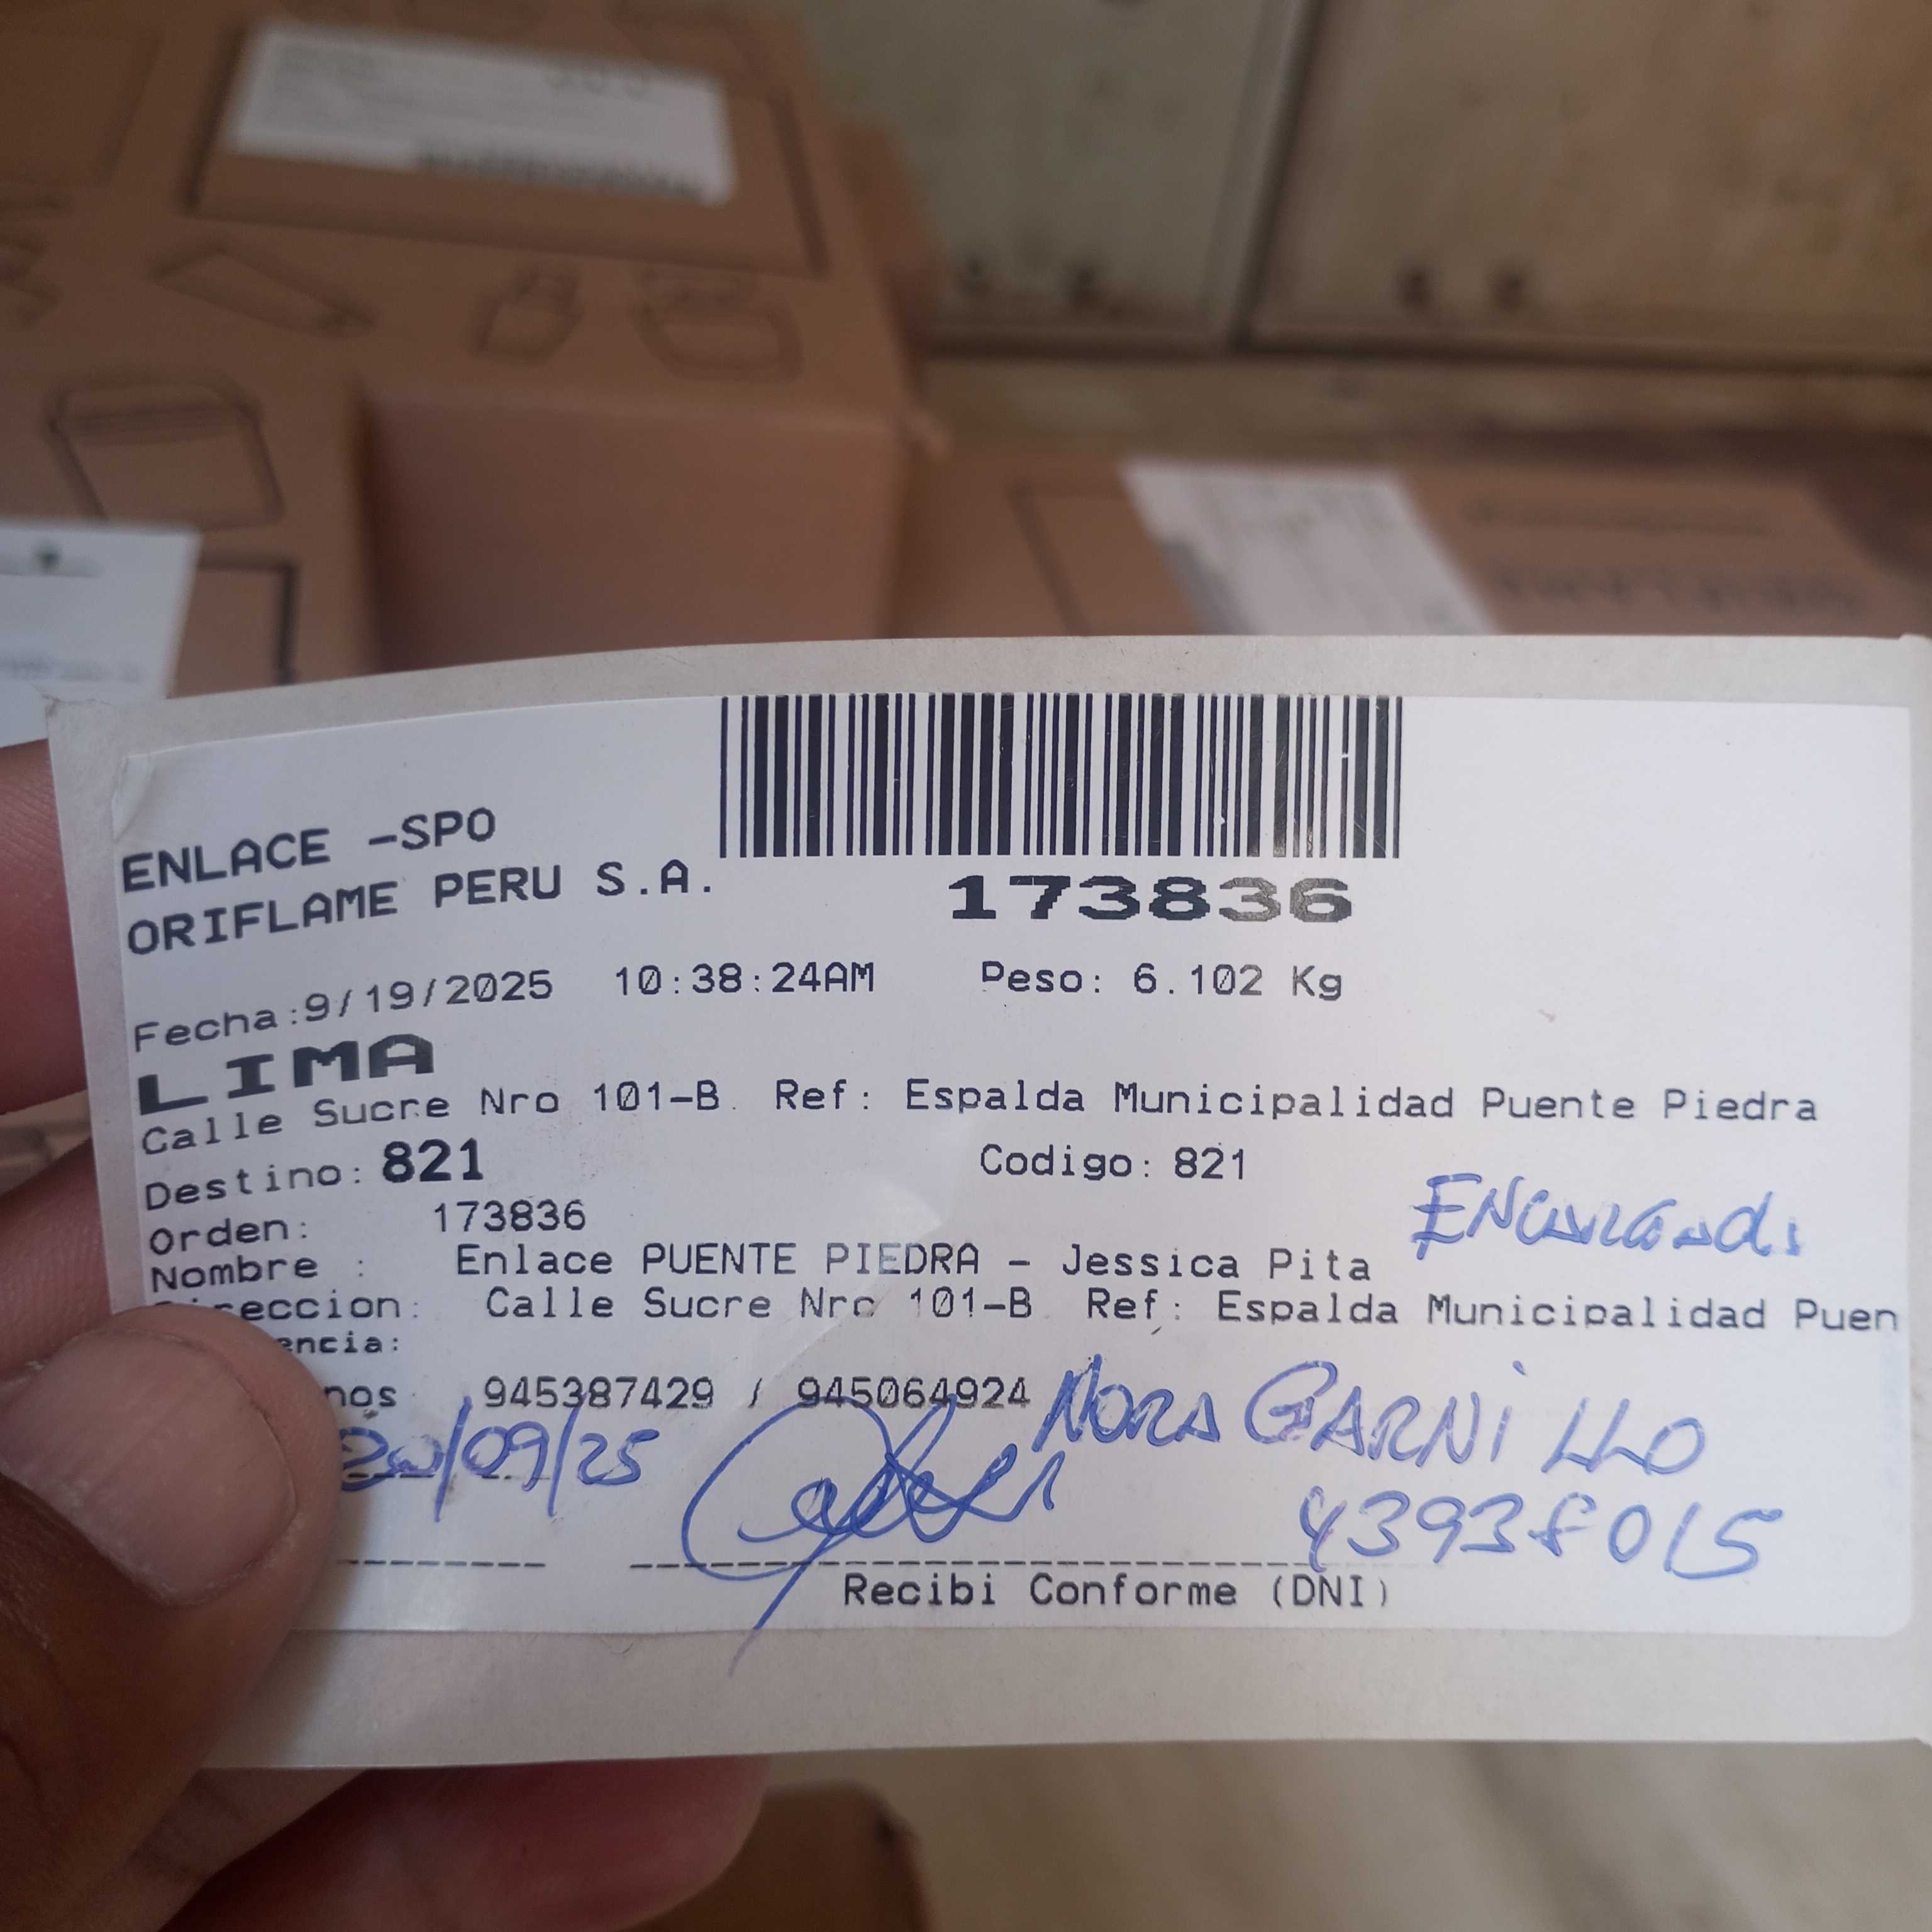 ENLACE -SPO
ORIFLAME PERU S.A.
173836
Fecha:9/19/2025 10:38:24AM Peso: 6.102 Kg
LIMA
Calle Sucre Nro 101-B. Ref: Espalda Municipalidad Puente Piedra
Destino: 821 Codigo: 821
Orden: 173836
Nombre : Enlace PUENTE PIEDRA - Jessica Pita
eccion: Calle Sucre Nro 101-B Ref: Espalda Municipalidad Puen
encia:
nos 945387429 / 945064924
NORA GARNILLO
20/09/25
43938015
Recibi Conforme (DNI)